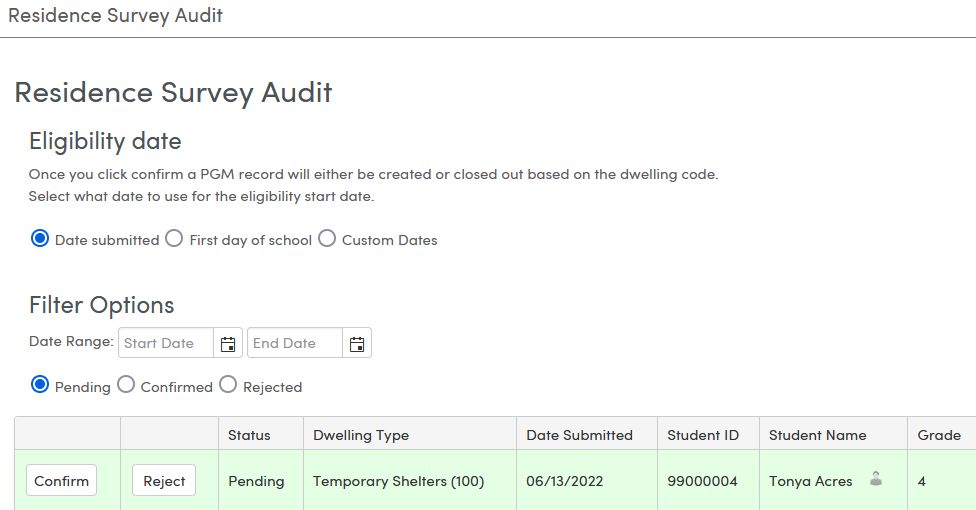 Residence Survey Audit
Residence Survey Audit
Eligibility date
Once you click confirm a PGM record will either be created or closed out based on the dwelling code.
Select what date to use for the eligibility start date.
Date submitted First day of school Custom Dates
Filter Options
Date Range: Start Date End Date
Pending Confirmed Rejected
Status Dwelling Type Date Submitted Student ID Student Name Grade
Confirm Reject Pending Temporary Shelters (100) 06/13/2022 99000004 Tonya Acres 4